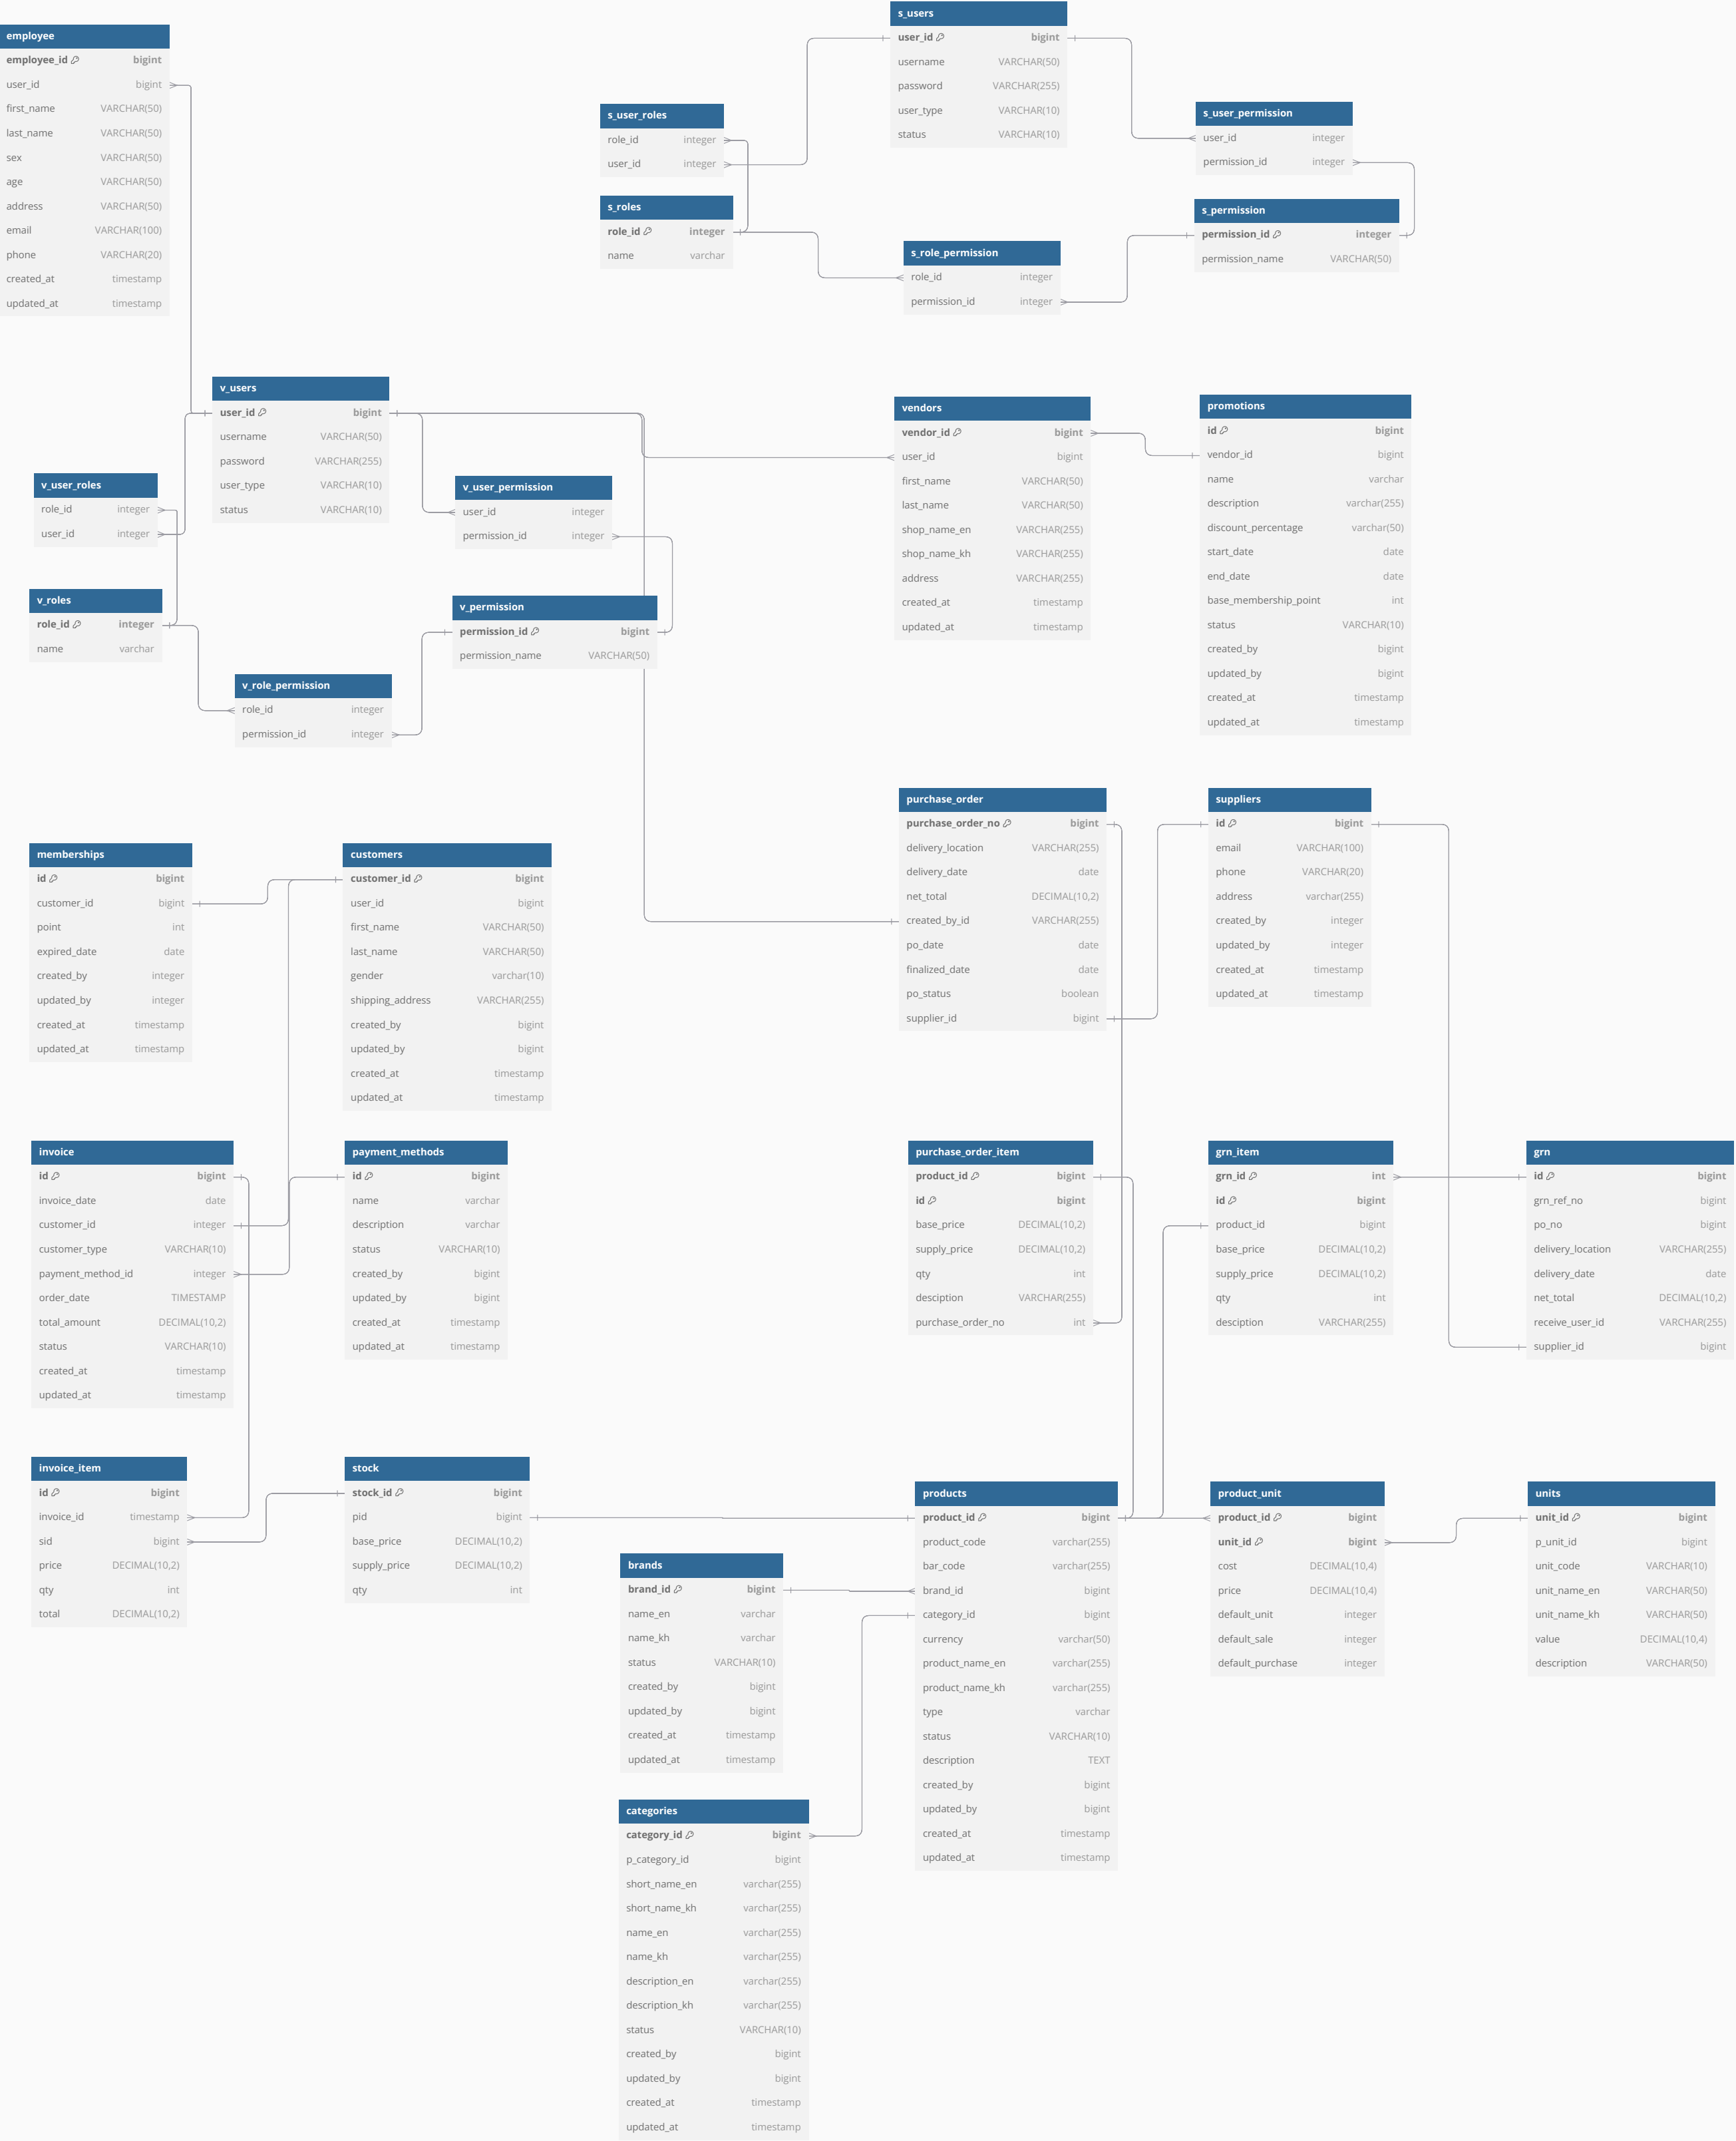 employee
employee_id bigint
user_id bigint
first_name VARCHAR(50)
last_name VARCHAR(50)
sex VARCHAR(50)
age VARCHAR(50)
address VARCHAR(50)
email VARCHAR(100)
phone VARCHAR(20)
created_at timestamp
updated_at timestamp
s_users
user_id bigint
username VARCHAR(50)
password VARCHAR(255)
user_type VARCHAR(10)
status VARCHAR(10)
s_user_roles
role_id integer
user_id integer
s_user_permission
user_id integer
permission_id integer
s_roles
role_id integer
name varchar
s_permission
permission_id integer
permission_name VARCHAR(50)
s_role_permission
role_id integer
permission_id integer
v_users
user_id bigint
username VARCHAR(50)
password VARCHAR(255)
user_type VARCHAR(10)
status VARCHAR(10)
vendors
vendor_id bigint
user_id bigint
first_name VARCHAR(50)
last_name VARCHAR(50)
shop_name_en VARCHAR(255)
shop_name_kh VARCHAR(255)
address VARCHAR(255)
created_at timestamp
updated_at timestamp
promotions
id bigint
vendor_id bigint
name varchar
description varchar(255)
discount_percentage varchar(50)
start_date date
end_date date
base_membership_point int
status VARCHAR(10)
created_by bigint
updated_by bigint
created_at timestamp
updated_at timestamp
v_user_roles
role_id integer
user_id integer
v_user_permission
user_id integer
permission_id integer
v_roles
role_id integer
name varchar
v_permission
permission_id bigint
permission_name VARCHAR(50)
v_role_permission
role_id integer
permission_id integer
purchase_order
purchase_order_no bigint
delivery_location VARCHAR(255)
delivery_date date
net_total DECIMAL(10,2)
created_by_id VARCHAR(255)
po_date date
finalized_date date
po_status boolean
supplier_id bigint
suppliers
id bigint
email VARCHAR(100)
phone VARCHAR(20)
address varchar(255)
created_by integer
updated_by integer
created_at timestamp
updated_at timestamp
memberships
id bigint
customer_id bigint
point int
expired_date date
created_by integer
updated_by integer
created_at timestamp
updated_at timestamp
customers
customer_id bigint
user_id bigint
first_name VARCHAR(50)
last_name VARCHAR(50)
gender varchar(10)
shipping_address VARCHAR(255)
created_by bigint
updated_by bigint
created_at timestamp
updated_at timestamp
invoice
id bigint
invoice_date date
customer_id integer
customer_type VARCHAR(10)
payment_method_id integer
order_date TIMESTAMP
total_amount DECIMAL(10,2)
status VARCHAR(10)
created_at timestamp
updated_at timestamp
payment_methods
id bigint
name varchar
description varchar
status VARCHAR(10)
created_by bigint
updated_by bigint
created_at timestamp
updated_at timestamp
purchase_order_item
product_id bigint
id bigint
base_price DECIMAL(10,2)
supply_price DECIMAL(10,2)
qty int
desciption VARCHAR(255)
purchase_order_no int
grn_item
grn_id int
id bigint
product_id bigint
base_price DECIMAL(10,2)
supply_price DECIMAL(10,2)
qty int
desciption VARCHAR(255)
grn
id bigint
grn_ref_no bigint
po_no bigint
delivery_location VARCHAR(255)
delivery_date date
net_total DECIMAL(10,2)
receive_user_id VARCHAR(255)
supplier_id bigint
invoice_item
id bigint
invoice_id timestamp
sid bigint
price DECIMAL(10,2)
qty int
total DECIMAL(10,2)
stock
stock_id bigint
pid bigint
base_price DECIMAL(10,2)
supply_price DECIMAL(10,2)
qty int
products
product_id bigint
product_code varchar(255)
bar_code varchar(255)
brand_id bigint
category_id bigint
currency varchar(50)
product_name_en varchar(255)
product_name_kh varchar(255)
type varchar
status VARCHAR(10)
description TEXT
created_by bigint
updated_by bigint
created_at timestamp
updated_at timestamp
product_unit
product_id bigint
unit_id bigint
cost DECIMAL(10,4)
price DECIMAL(10,4)
default_unit integer
default_sale integer
default_purchase integer
units
unit_id bigint
p_unit_id bigint
unit_code VARCHAR(10)
unit_name_en VARCHAR(50)
unit_name_kh VARCHAR(50)
value DECIMAL(10,4)
description VARCHAR(50)
brands
brand_id bigint
name_en varchar
name_kh varchar
status VARCHAR(10)
created_by bigint
updated_by bigint
created_at timestamp
updated_at timestamp
categories
category_id bigint
p_category_id bigint
short_name_en varchar(255)
short_name_kh varchar(255)
name_en varchar(255)
name_kh varchar(255)
description_en varchar(255)
description_kh varchar(255)
status VARCHAR(10)
created_by bigint
updated_by bigint
created_at timestamp
updated_at timestamp